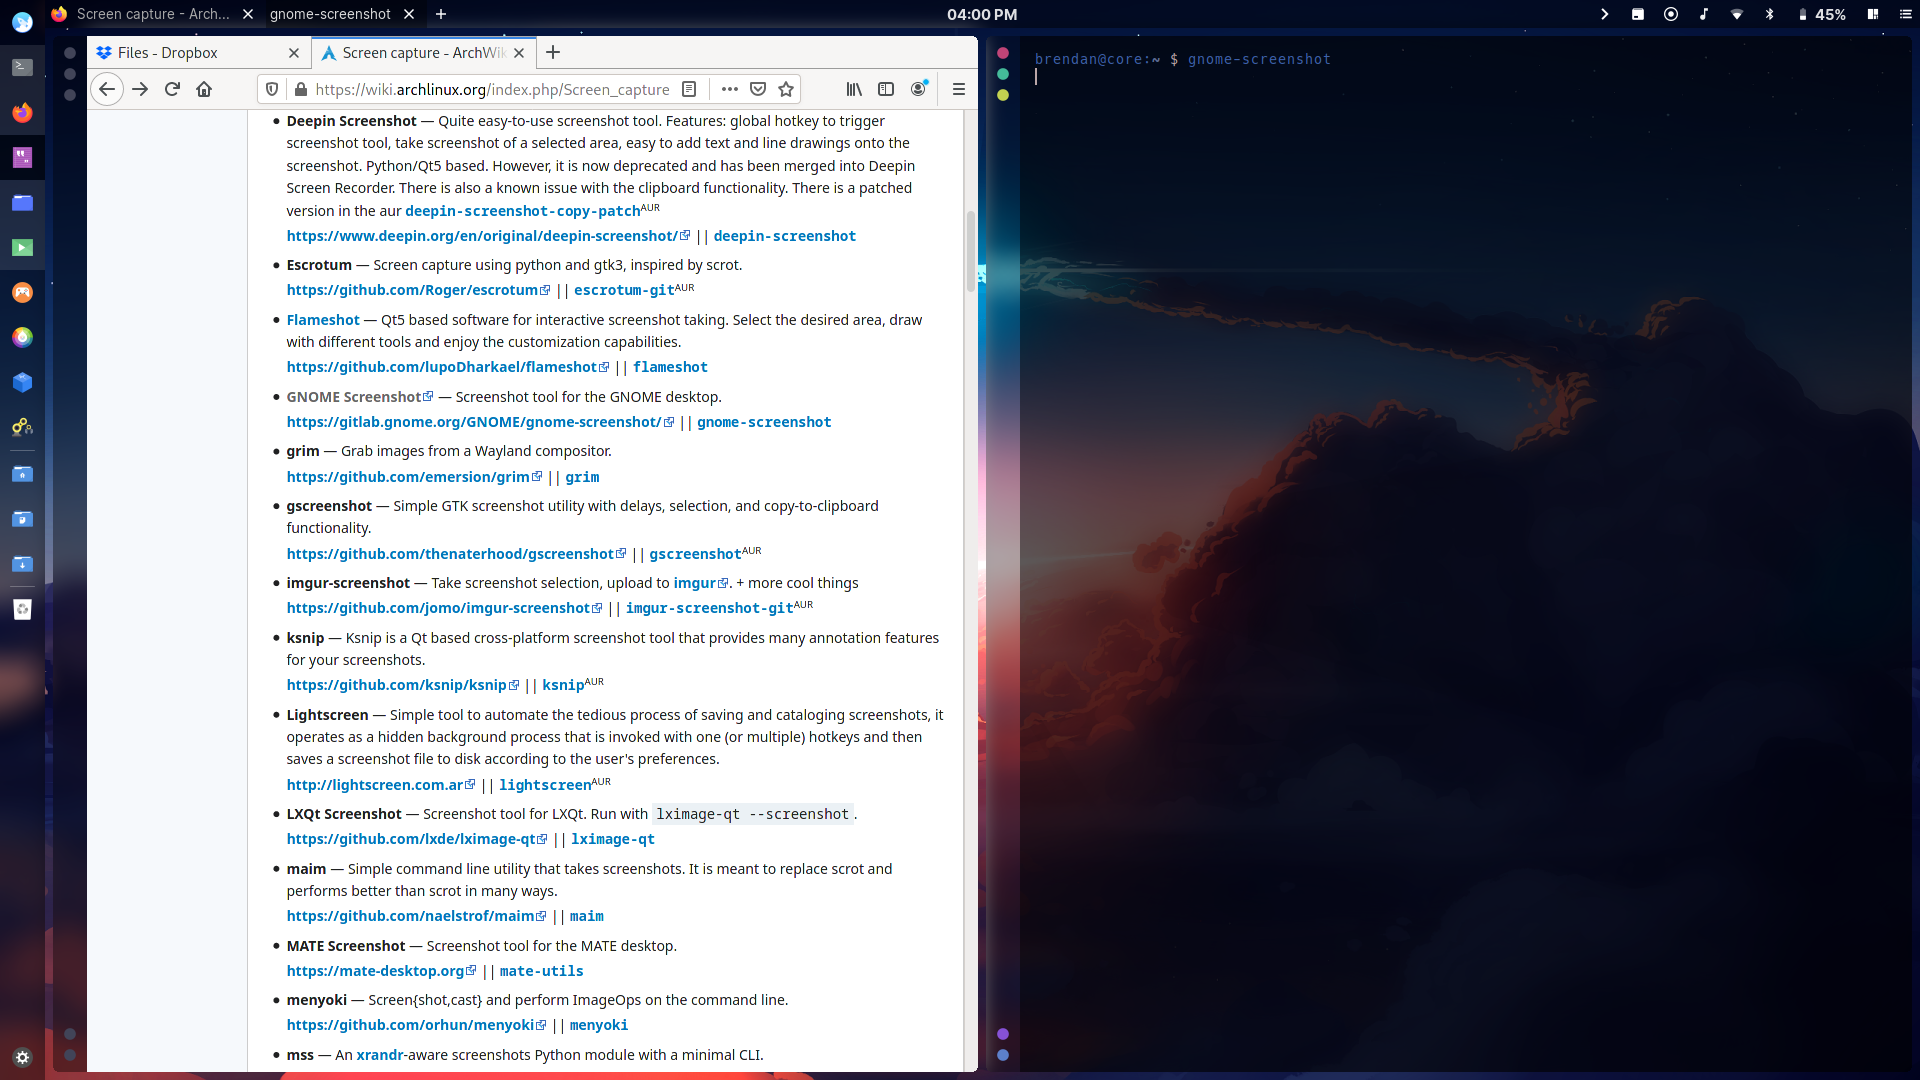 Screen capture - Arch...
gnome-screenshot
04:00 PM
45%
Files - Dropbox
Screen capture - ArchWik
https://wiki.archlinux.org/index.php/Screen_capture
Deepin Screenshot — Quite easy-to-use screenshot tool. Features: global hotkey to trigger
screenshot tool, take screenshot of a selected area, easy to add text and line drawings onto the
screenshot. Python/Qt5 based. However, it is now deprecated and has been merged into Deepin
Screen Recorder. There is also a known issue with the clipboard functionality. There is a patched
version in the aur deepin-screenshot-copy-patchAUR
https://www.deepin.org/en/original/deepin-screenshot/ || deepin-screenshot
Escrotum — Screen capture using python and gtk3, inspired by scrot.
https://github.com/Roger/escrotum || escrotum-gitAUR
Flameshot — Qt5 based software for interactive screenshot taking. Select the desired area, draw
with different tools and enjoy the customization capabilities.
https://github.com/lupoDharkael/flameshot || flameshot
GNOME Screenshot — Screenshot tool for the GNOME desktop.
https://gitlab.gnome.org/GNOME/gnome-screenshot/ || gnome-screenshot
grim — Grab images from a Wayland compositor.
https://github.com/emersion/grim || grim
gscreenshot — Simple GTK screenshot utility with delays, selection, and copy-to-clipboard
functionality.
https://github.com/thenaterhood/gscreenshot || gscreenshotAUR
imgur-screenshot — Take screenshot selection, upload to imgur. + more cool things
https://github.com/jomo/imgur-screenshot || imgur-screenshot-gitAUR
ksnip — Ksnip is a Qt based cross-platform screenshot tool that provides many annotation features
for your screenshots.
https://github.com/ksnip/ksnip || ksnipAUR
Lightscreen — Simple tool to automate the tedious process of saving and cataloging screenshots, it
operates as a hidden background process that is invoked with one (or multiple) hotkeys and then
saves a screenshot file to disk according to the user's preferences.
http://lightscreen.com.ar || lightscreenAUR
LXQt Screenshot — Screenshot tool for LXQt. Run with lximage-qt --screenshot.
https://github.com/lxde/lximage-qt || lximage-qt
maim — Simple command line utility that takes screenshots. It is meant to replace scrot and
performs better than scrot in many ways.
https://github.com/naelstrof/maim || maim
MATE Screenshot — Screenshot tool for the MATE desktop.
https://mate-desktop.org || mate-utils
menyoki — Screen{shot,cast} and perform ImageOps on the command line.
https://github.com/orhun/menyoki || menyoki
mss — An xrandr-aware screenshots Python module with a minimal CLI.
brendan@core:~ $ gnome-screenshot